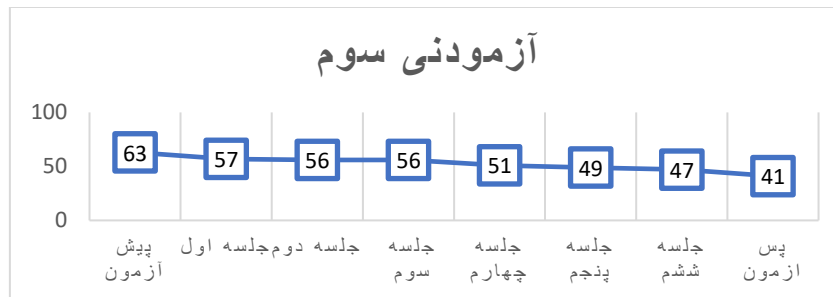 آزمودنی سوم
100
50
0
63
57
56
56
51
49
47
41
پیش آزمون
جلسه اول
جلسه دوم
جلسه سوم
جلسه چهارم
جلسه پنجم
جلسه ششم
پس ازمون